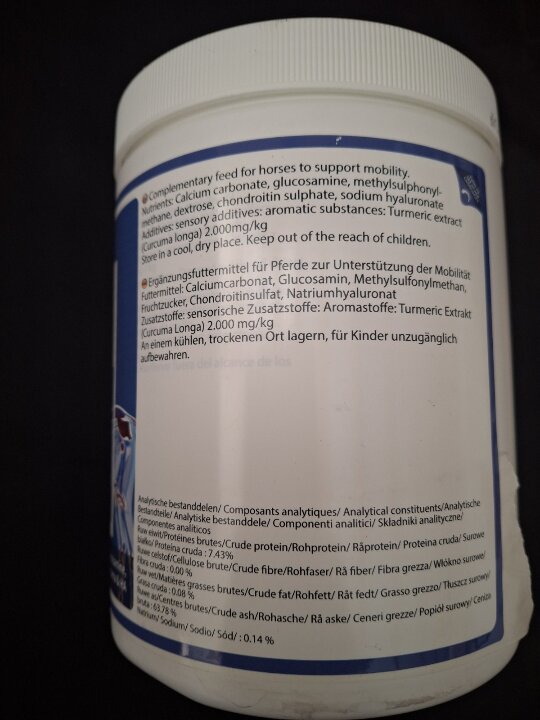 Complementary feed for horses to support mobility.
Nutrients: Calcium carbonate, glucosamine, methylsulphonyl-
methane, dextrose, chondroitin sulphate, sodium hyaluronate
Additives: sensory additives: aromatic substances: Turmeric extract
(Curcuma longa) 2.000mg/kg
Store in a cool, dry place. Keep out of the reach of children.
Ergänzungsfuttermittel für Pferde zur Unterstützung der Mobilität
Futtermittel: Calciumcarbonat, Glucosamin, Methylsulfonylmethan,
Fruchtzucker, Chondroitinsulfat, Natriumhyaluronat
Zusatzstoffe: sensorische Zusatzstoffe: Aromastoffe: Turmeric Extrakt
(Curcuma Longa) 2.000 mg/kg
An einem kühlen, trockenen Ort lagern, für Kinder unzugänglich
aufbewahren.
fuera del alcance de los
Analytische bestanddelen/ Composants analytiques/ Analytical constituents/Analytische
Bestandteile/ Analytiske bestanddele/ Componenti analitici/ Składniki analityczne/
Componentes analíticos
Ruw eiwit/Protéines brutes/Crude protein/Rohprotein/ Råprotein/ Proteina cruda/ Surowe
białko/ Proteina cruda : 7.43%
Ruwe celstof/Cellulose brute/Crude fibre/Rohfaser/ Rå fiber/ Fibra grezza/ Włókno surowe/
Fibra cruda : 0.00 %
Ruw vet/Matières grasses brutes/Crude fat/Rohfett/ Råt fedt/ Grasso grezzo/ Tłuszcz surowy/
Grasa cruda : 0.08 %
Ruwe as/Centres brutes/Crude ash/Rohasche/ Rå aske/ Ceneri grezze/ Popiół surowy/ Ceniza
bruta : 63.78 %
Natrium/ Sodium/ Sodio/ Sód/ : 0.14 %